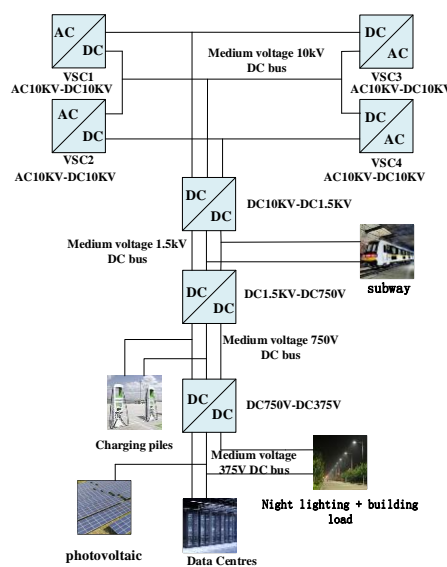 AC
DC
VSC1
AC10KV-DC10KV
Medium voltage 10kV
DC bus
DC
AC
VSC3
AC10KV-DC10KV
AC
DC
VSC2
AC10KV-DC10KV
DC
AC
VSC4
AC10KV-DC10KV
DC
DC
DC10KV-DC1.5KV
Medium voltage 1.5kV
DC bus
subway
DC
DC
DC1.5KV-DC750V
Medium voltage 750V
DC bus
Charging piles
DC
DC
DC750V-DC375V
Medium voltage
375V DC bus
Night lighting + building
load
photovoltaic
Data Centres